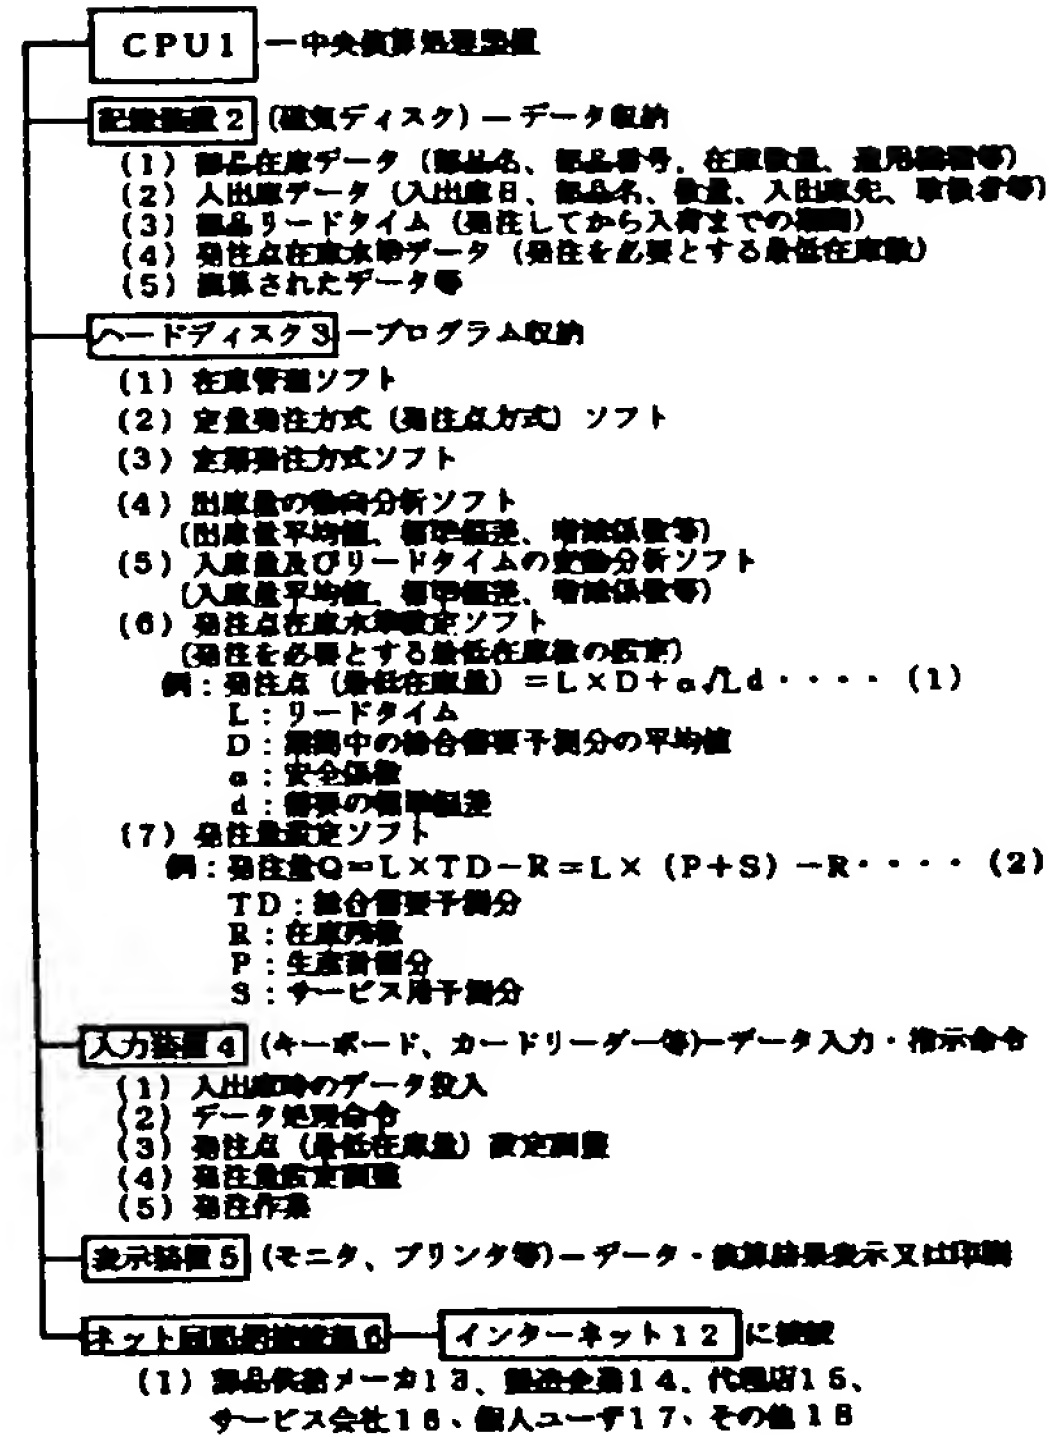 CPU1 ー中央演算処理装置
記録装置2 (磁気ディスク) ー データ収納
(1) 部品在庫データ (部品名、部品番号、在庫数量、適用機種等)
(2) 入出庫データ (入出庫日、部品名、数量、入出庫先、取扱者等)
(3) 部品リードタイム (発注してから入荷までの期間)
(4) 発注点在庫水準データ (発注を必要とする最低在庫数)
(5) 演算されたデータ等
ヘードディスク3 ープログラム収納
(1) 在庫管理ソフト
(2) 定量発注方式 (発注点方式) ソフト
(3) 定期発注方式ソフト
(4) 出庫量の動向分析ソフト
(出庫量平均値、標準偏差、増減係数等)
(5) 入庫量及びリードタイムの変動分析ソフト
(入庫量平均値、標準偏差、増減係数等)
(6) 発注点在庫水準設定ソフト
(発注を必要とする最低在庫数の設定)
例：発注点 (最低在庫量) ＝L×D＋α√Ld・・・・ (1)
L：リードタイム
D：期間中の総合需要予測分の平均値
α：安全係数
d：需要の標準偏差
(7) 発注量設定ソフト
例：発注量Q＝L×TD－R＝L× (P＋S) －R・・・・ (2)
TD：総合需要予測分
R：在庫残数
P：生産計画分
S：サービス用予測分
入力装置4 (キーボード、カードリーダー等)ーデータ入力・指示命令
(1) 入出庫時のデータ投入
(2) データ処理命令
(3) 発注点 (最低在庫量) 設定調整
(4) 発注量設定調整
(5) 発注作業
表示装置5 (モニタ、プリンタ等)ーデータ・演算結果表示又は印刷
ネット回路網接続部6 インターネット12 に接続
(1) 部品供給メーカ13、製造企業14、代理店15、
サービス会社16、個人ユーザ17、その他18